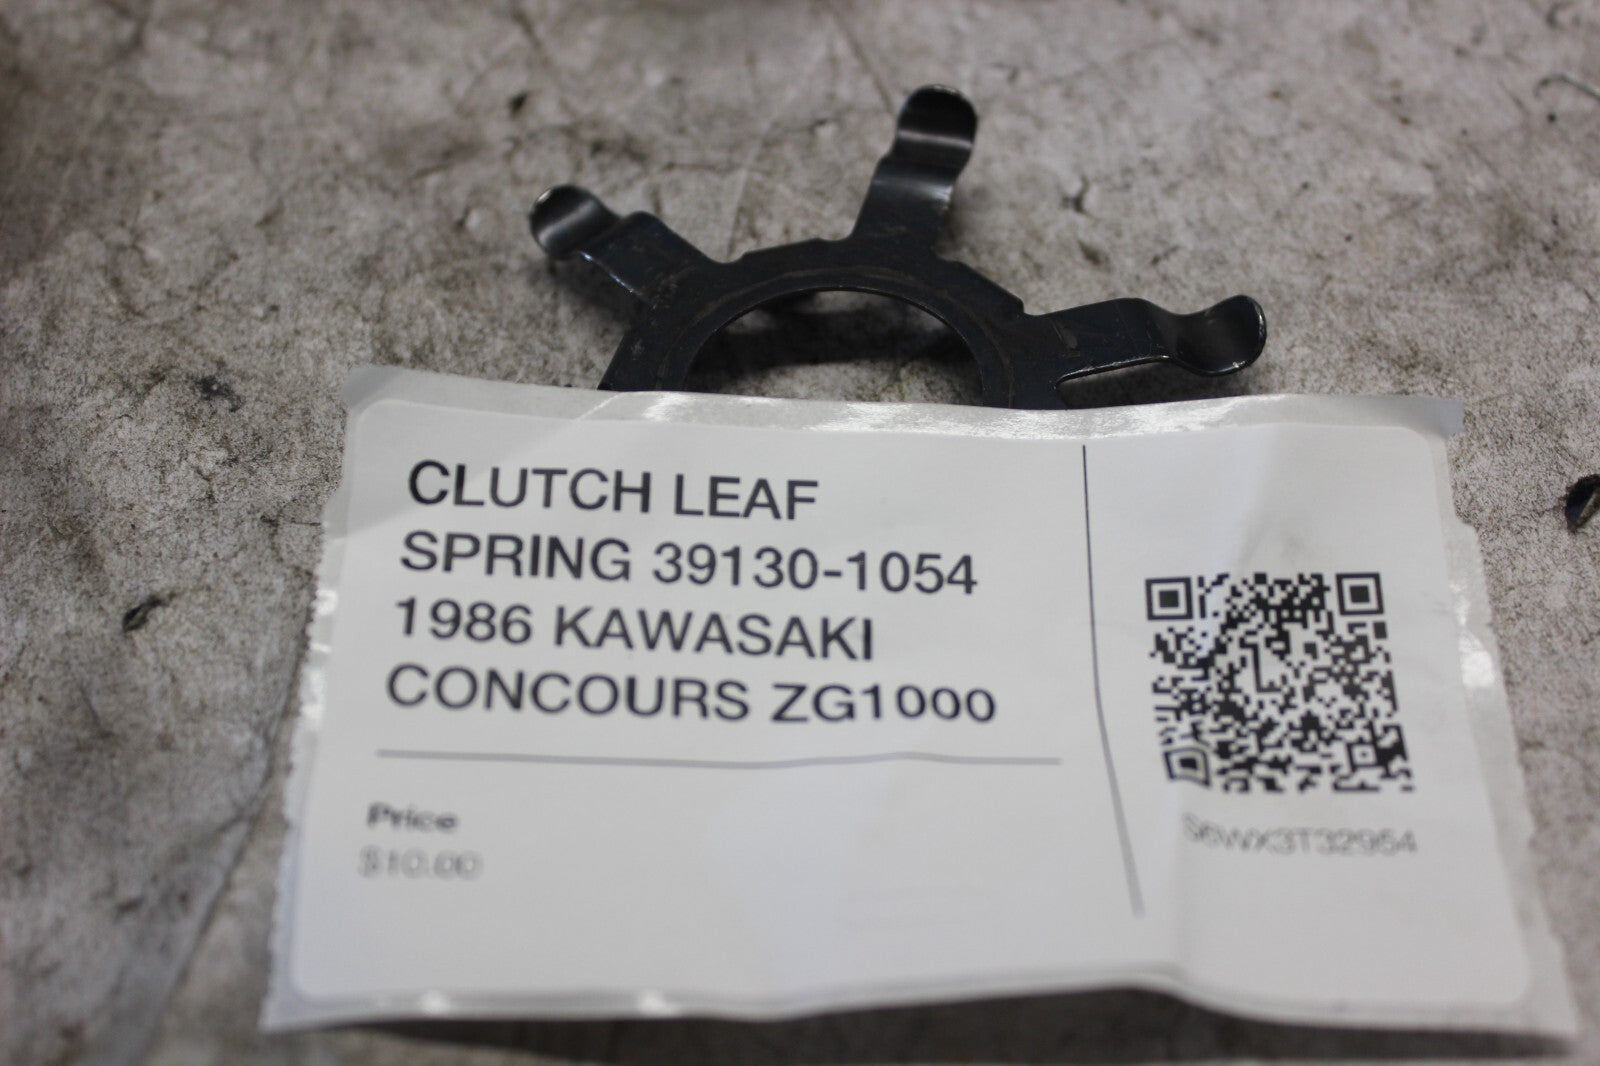 CLUTCH LEAF
SPRING 39130-1054
1986 KAWASAKI
CONCOURS ZG1000
Price
$10.00
S6WX3T32954